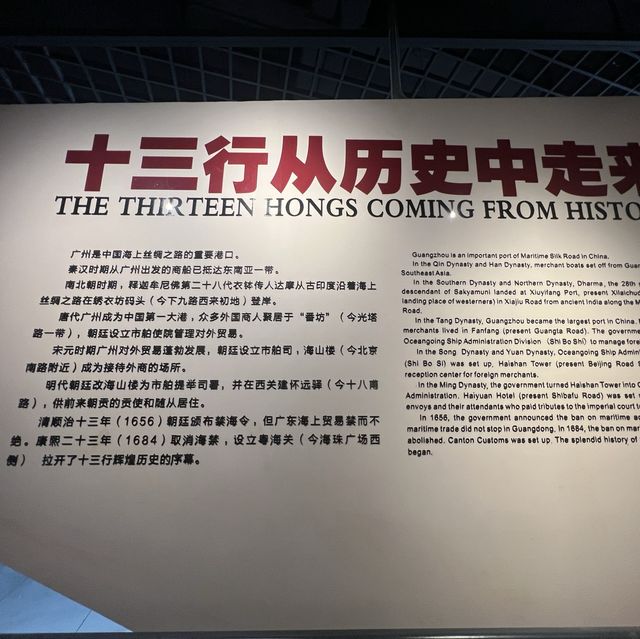 十三行从历史中走来
THE THIRTEEN HONGS COMING FROM HISTO
广州是中国海上丝绸之路的重要港口。
秦汉时期从广州出发的商船已抵达东南亚一带。
南北朝时期，释迦牟尼佛第二十八代衣钵传人达摩从古印度沿着海上
丝绸之路在绣衣坊码头（今下九路西来初地）登岸。
唐代广州成为中国第一大港，众多外国商人聚居于“番坊”（今光塔
路一带），朝廷设立市舶使院管理对外贸易。
宋元时期广州对外贸易蓬勃发展，朝廷设立市舶司，海山楼（今北京
南路附近）成为接待外商的场所。
明代朝廷改海山楼为市舶提举司署，并在西关建怀远驿（今十八甫
路），供前来朝贡的贡使和随从居住。
清顺治十三年（1656）朝廷颁布禁海令，但广东海上贸易禁而不
绝。康熙二十三年（1684）取消海禁，设立粤海关（今海珠广场西
侧） 拉开了十三行辉煌历史的序幕。
Guangzhou is an important port of Maritime Silk Road in China.
In the Qin Dynasty and Han Dynasty, merchant boats set off from Guan
Southeast Asia.
In the Southern Dynasty and Northern Dynasty, Dharma, the 28th
descendant of Sakyamuni landed at Xiuyifang Port, present Xilaichudi
landing place of westerners) in Xiajiu Road from ancient India along the M
Road.
In the Tang Dynasty, Guangzhou became the largest port in China,
merchants lived in Fanfang (present Guangta Road). The governme
Oceangoing Ship Administration Division (Shi Bo Shi) to manage fore
In the Song Dynasty and Yuan Dynasty, Oceangoing Ship Admin
(Shi Bo Si) was set up, Haishan Tower (present Beijing Road S
reception center for foreign merchants.
In the Ming Dynasty, the government turned Haishan Tower into O
Administration. Haiyuan Hotel (present Shibafu Road) was set
envoys and their attendents who paid tributes to the imperial court t
In 1656, the government announced the ban on maritime ac
maritime trade did not stop in Guangdong. In 1684, the ban on mar
abolished. Canton Customs was set up. The splendid history of
began.